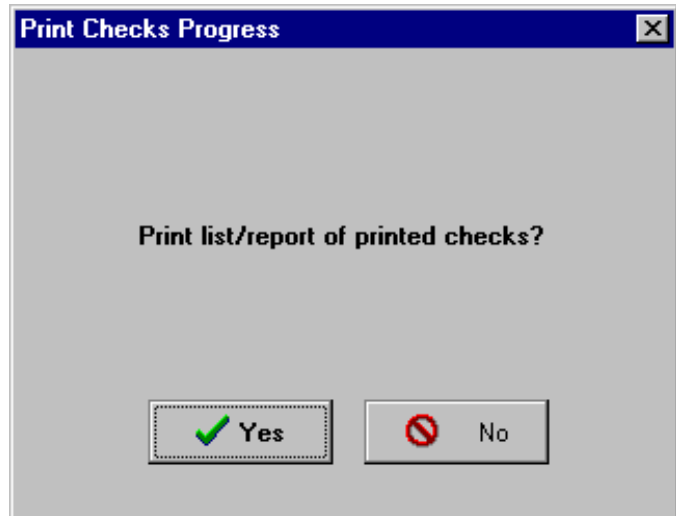 Print Checks Progress
Print list/report of printed checks?
Yes No